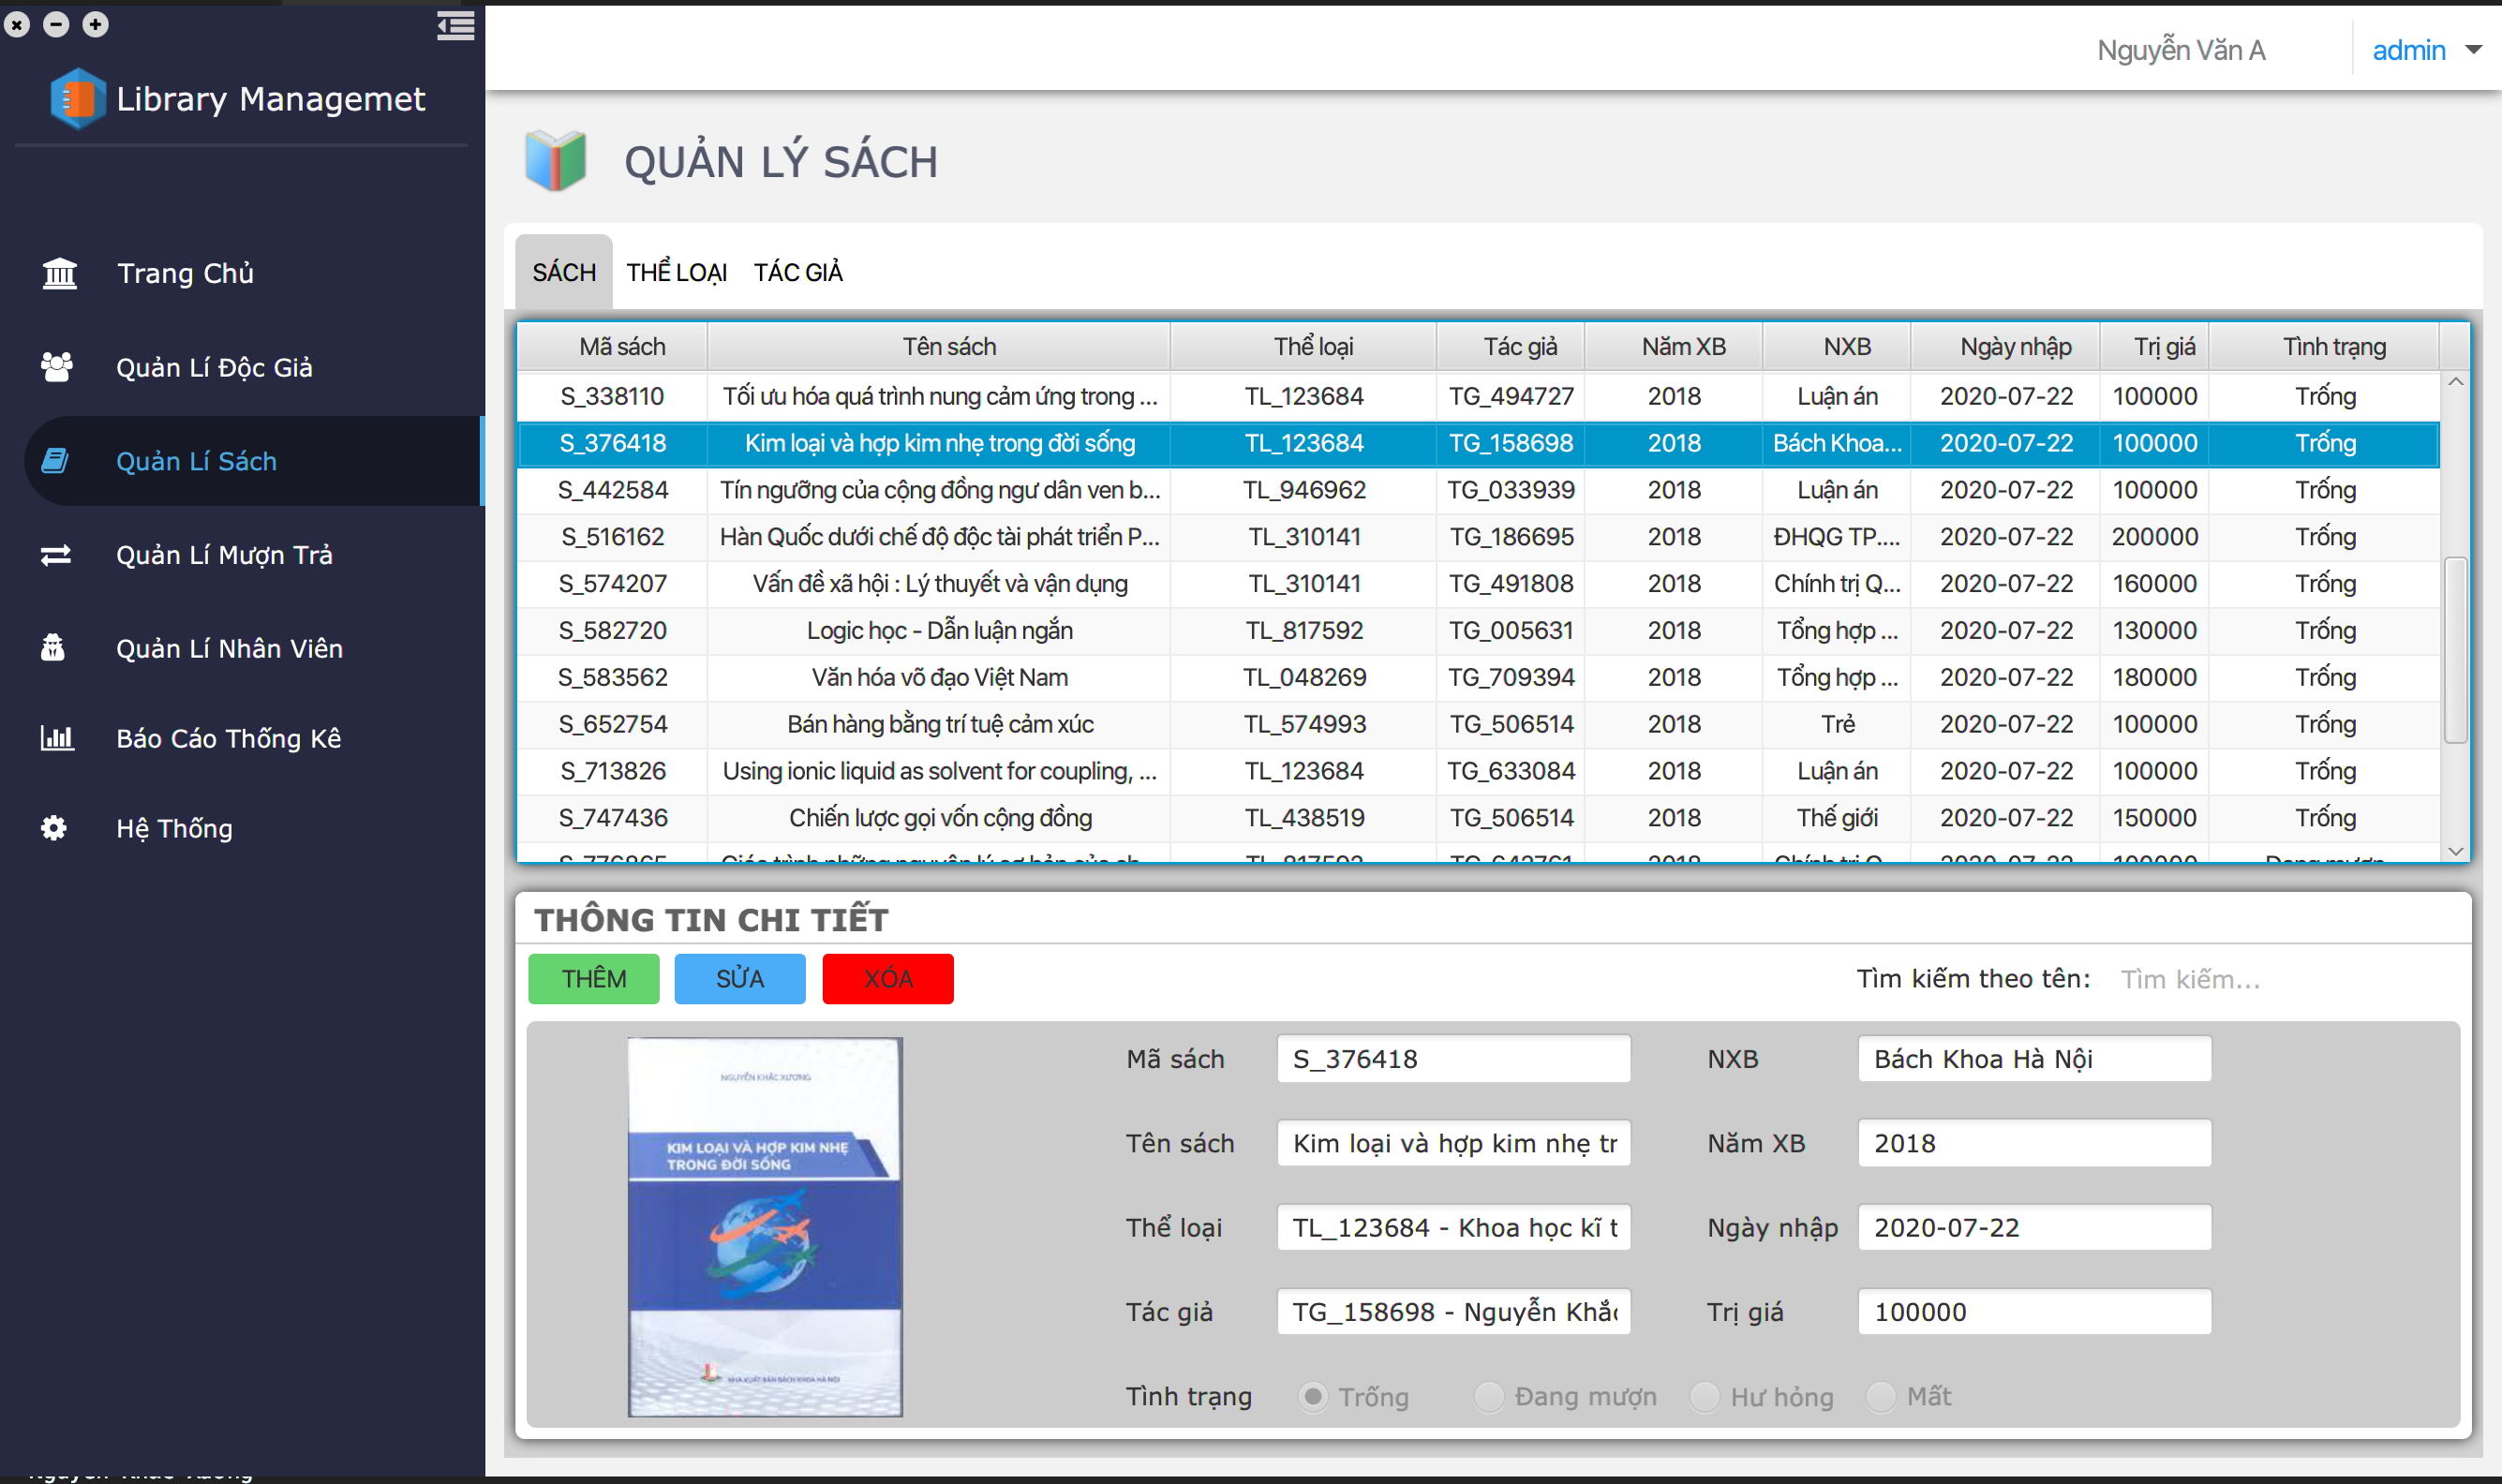 Library Managemet
Nguyễn Văn A
admin
QUẢN LÝ SÁCH
Trang Chủ
Quản Lí Độc Giả
Quản Lí Sách
Quản Lí Mượn Trả
Quản Lí Nhân Viên
Báo Cáo Thống Kê
Hệ Thống
SÁCH THỂ LOẠI TÁC GIẢ
Mã sách Tên sách Thể loại Tác giả Năm XB NXB Ngày nhập Trị giá Tình trạng
S_338110 Tối ưu hóa quá trình nung cảm ứng trong ... TL_123684 TG_494727 2018 Luận án 2020-07-22 100000 Trống
S_376418 Kim loại và hợp kim nhẹ trong đời sống TL_123684 TG_158698 2018 Bách Khoa... 2020-07-22 100000 Trống
S_442584 Tín ngưỡng của cộng đồng ngư dân ven b... TL_946962 TG_033939 2018 Luận án 2020-07-22 100000 Trống
S_516162 Hàn Quốc dưới chế độ độc tài phát triển P... TL_310141 TG_186695 2018 ĐHQG TP.... 2020-07-22 200000 Trống
S_574207 Vấn đề xã hội : Lý thuyết và vận dụng TL_310141 TG_491808 2018 Chính trị Q... 2020-07-22 160000 Trống
S_582720 Logic học - Dẫn luận ngắn TL_817592 TG_005631 2018 Tổng hợp ... 2020-07-22 130000 Trống
S_583562 Văn hóa võ đạo Việt Nam TL_048269 TG_709394 2018 Tổng hợp ... 2020-07-22 180000 Trống
S_652754 Bán hàng bằng trí tuệ cảm xúc TL_574993 TG_506514 2018 Trẻ 2020-07-22 100000 Trống
S_713826 Using ionic liquid as solvent for coupling, ... TL_123684 TG_633084 2018 Luận án 2020-07-22 100000 Trống
S_747436 Chiến lược gọi vốn cộng đồng TL_438519 TG_506514 2018 Thế giới 2020-07-22 150000 Trống
THÔNG TIN CHI TIẾT
THÊM SỬA XÓA Tìm kiếm theo tên: Tìm kiếm...
NGUYỄN KHẮC XƯƠNG
KIM LOẠI VÀ HỢP KIM NHẸ
TRONG ĐỜI SỐNG
NHÀ XUẤT BẢN BÁCH KHOA HÀ NỘI
Mã sách S_376418 NXB Bách Khoa Hà Nội
Tên sách Kim loại và hợp kim nhẹ tr Năm XB 2018
Thể loại TL_123684 - Khoa học kĩ t Ngày nhập 2020-07-22
Tác giả TG_158698 - Nguyễn Khắc Trị giá 100000
Tình trạng Trống Đang mượn Hư hỏng Mất